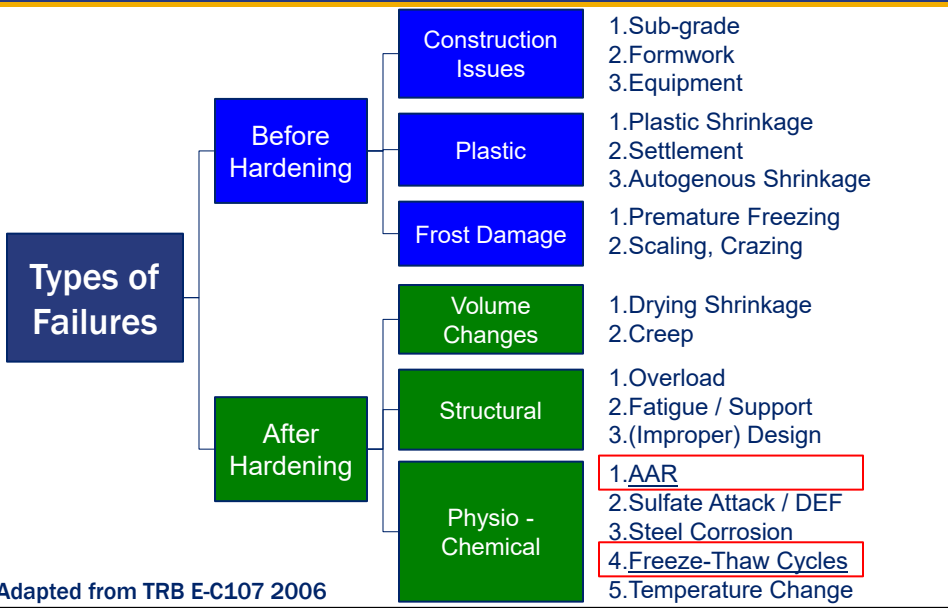 Types of
Failures
Before
Hardening
Construction
Issues
1.Sub-grade
2.Formwork
3.Equipment
Plastic
1.Plastic Shrinkage
2.Settlement
3.Autogenous Shrinkage
Frost Damage
1.Premature Freezing
2.Scaling, Crazing
After
Hardening
Volume
Changes
1.Drying Shrinkage
2.Creep
Structural
1.Overload
2.Fatigue / Support
3.(Improper) Design
Physio -
Chemical
1.AAR
2.Sulfate Attack / DEF
3.Steel Corrosion
4.Freeze-Thaw Cycles
5.Temperature Change
Adapted from TRB E-C107 2006